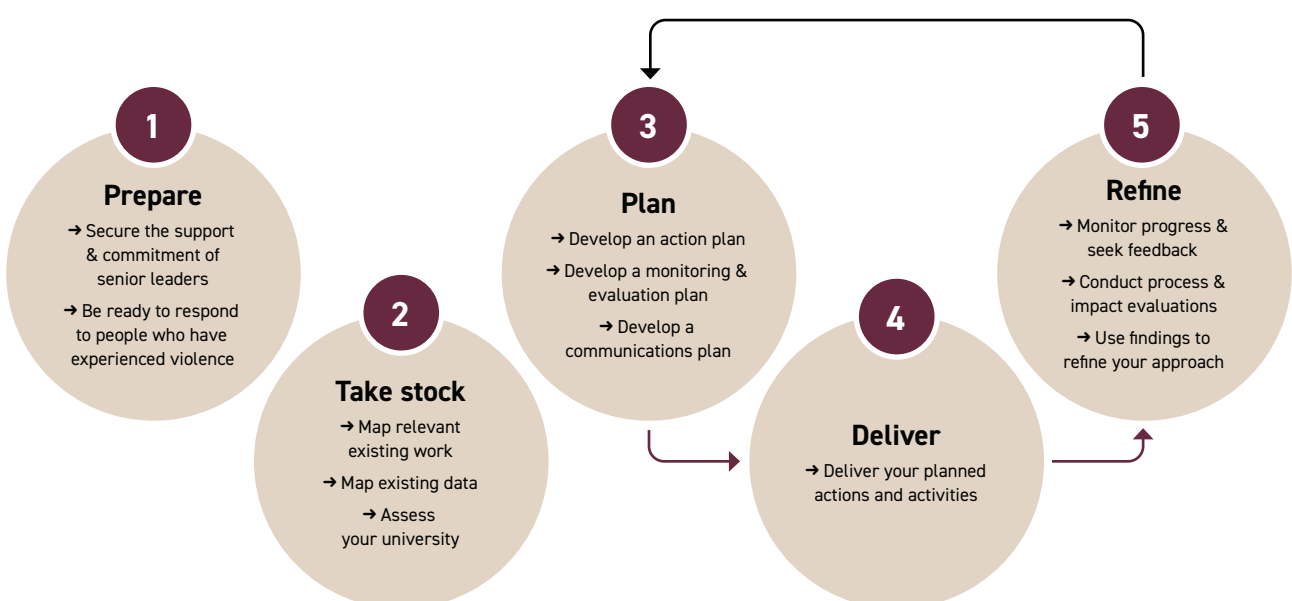 1
Prepare
→ Secure the support
& commitment of
senior leaders
→ Be ready to respond
to people who have
experienced violence
2
Take stock
→ Map relevant
existing work
→ Map existing data
→ Assess
your university
3
Plan
→ Develop an action plan
→ Develop a monitoring &
evaluation plan
→ Develop a
communications plan
4
Deliver
→ Deliver your planned
actions and activities
5
Refine
→ Monitor progress &
seek feedback
→ Conduct process &
impact evaluations
→ Use findings to
refine your approach